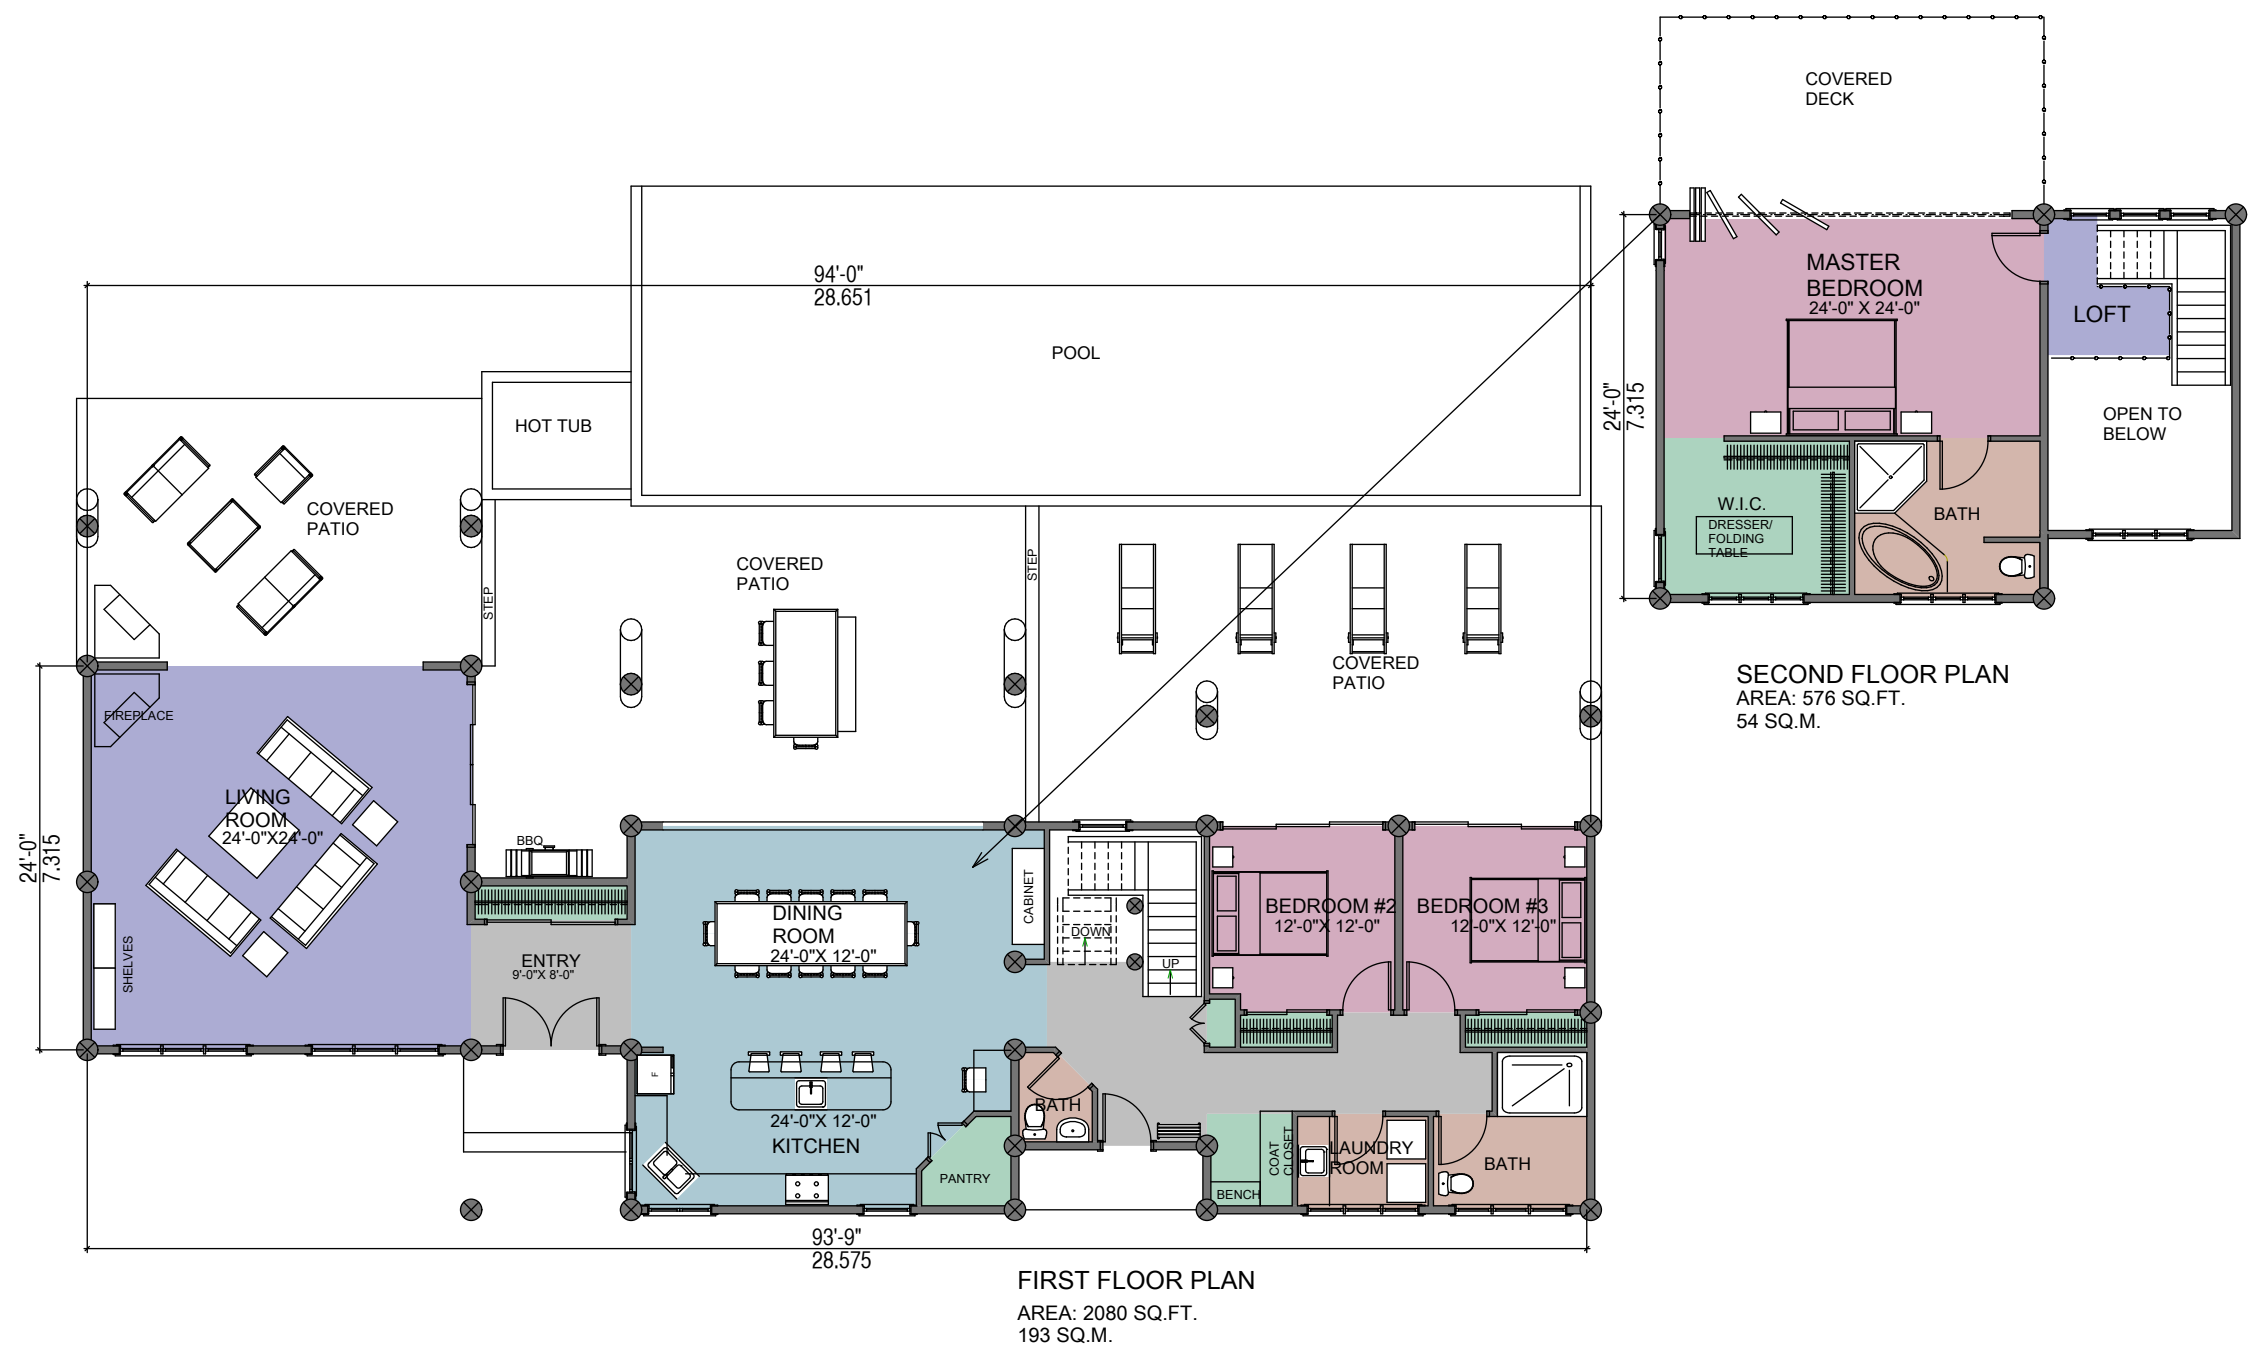 COVERED
DECK
94'-0"
28.651
POOL
HOT TUB
COVERED
PATIO
STEP
COVERED
PATIO
STEP
COVERED
PATIO
24'-0"
7.315
FIREPLACE
LIVING
ROOM
24'-0"X24'-0"
SHELVES
BBQ
ENTRY
9'-0"X 8'-0"
DINING
ROOM
24'-0"X 12'-0"
CABINET
DOWN
UP
BEDROOM #2
12'-0"X 12'-0"
BEDROOM #3
12'-0"X 12'-0"
F
24'-0"X 12'-0"
KITCHEN
PANTRY
BATH
BENCH
COAT
CLOSET
LAUNDRY
ROOM
BATH
93'-9"
28.575
FIRST FLOOR PLAN
AREA: 2080 SQ.FT.
193 SQ.M.
MASTER
BEDROOM
24'-0" X 24'-0"
LOFT
24'-0"
7.315
OPEN TO
BELOW
W.I.C.
DRESSER/
FOLDING
TABLE
BATH
SECOND FLOOR PLAN
AREA: 576 SQ.FT.
54 SQ.M.